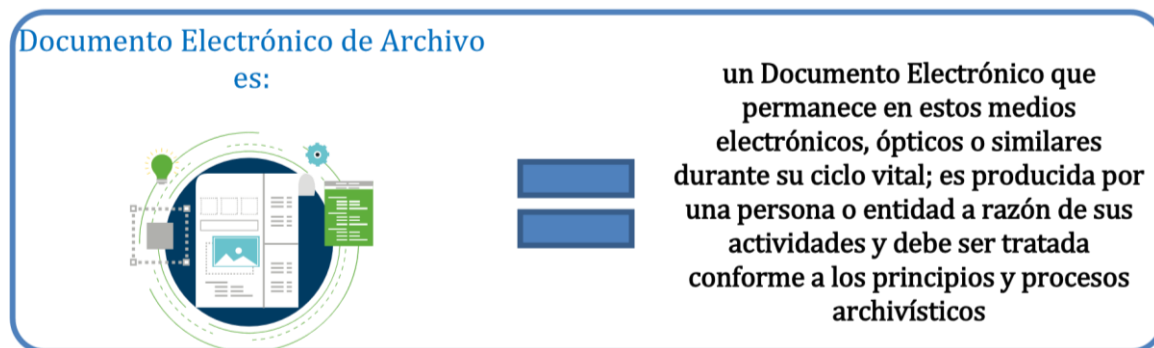 Documento Electrónico de Archivo
es:
un Documento Electrónico que
permanece en estos medios
electrónicos, ópticos o similares
durante su ciclo vital; es producida por
una persona o entidad a razón de sus
actividades y debe ser tratada
conforme a los principios y procesos
archivísticos